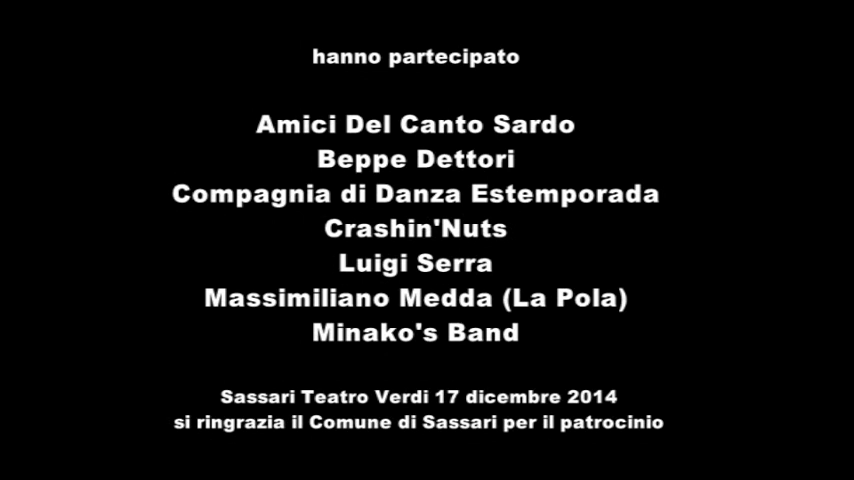 hanno partecipato
Amici Del Canto Sardo
Beppe Dettori
Compagnia di Danza Estemporada
Crashin'Nuts
Luigi Serra
Massimiliano Medda (La Pola)
Minako's Band
Sassari Teatro Verdi 17 dicembre 2014
si ringrazia il Comune di Sassari per il patrocinio